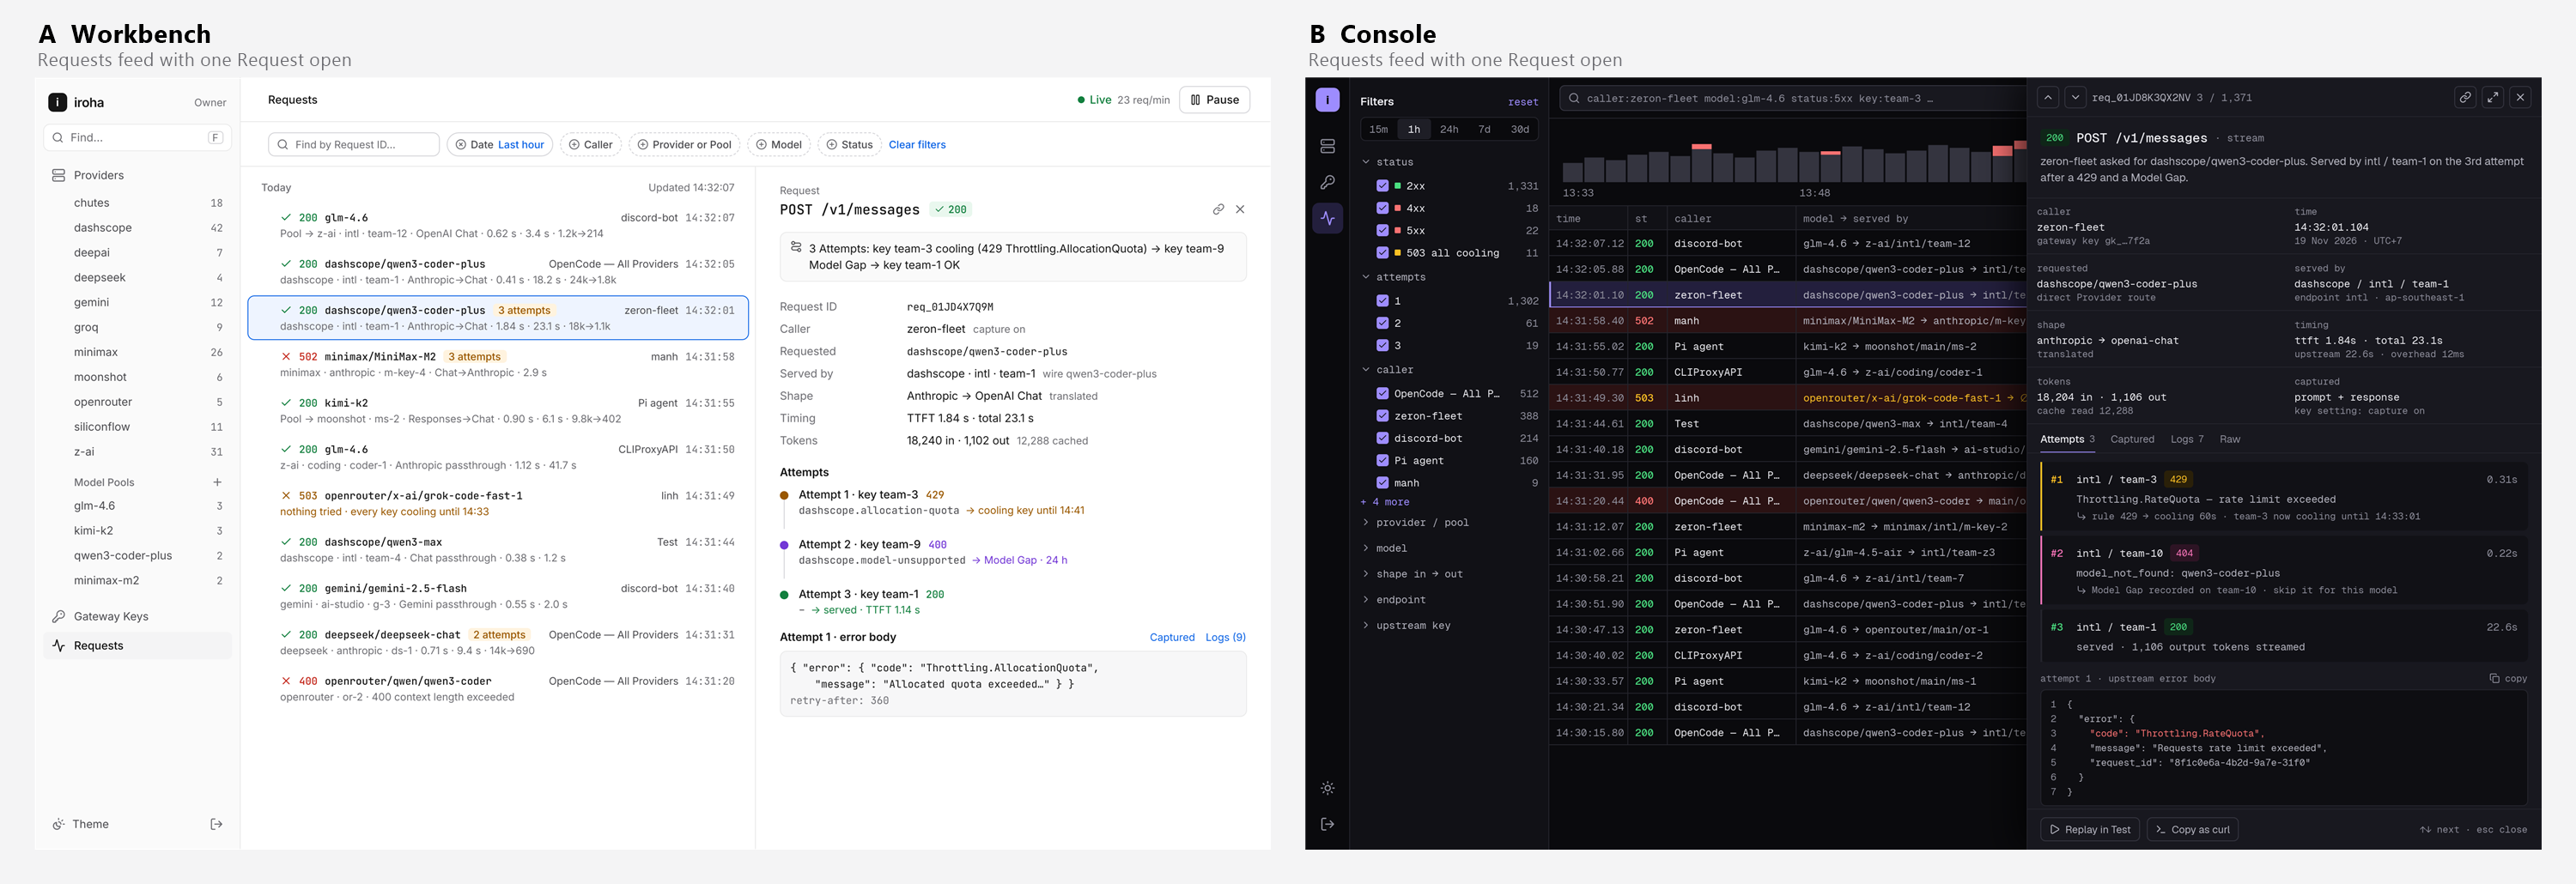 A Workbench
Requests feed with one Request open
i iroha Owner
Find... F
Providers
chutes 18
dashscope 42
deepai 7
deepseek 4
gemini 12
groq 9
minimax 26
moonshot 6
openrouter 5
siliconflow 11
z-ai 31
Model Pools +
glm-4.6 3
kimi-k2 3
qwen3-coder-plus 2
minimax-m2 2
Gateway Keys
Requests
Theme
Requests
Live 23 req/min Pause
Find by Request ID... Date Last hour Caller Provider or Pool Model Status Clear filters
Today Updated 14:32:07
200 glm-4.6 discord-bot 14:32:07
Pool → z-ai · intl · team-12 · OpenAI Chat · 0.62 s · 3.4 s · 1.2k→214
200 dashscope/qwen3-coder-plus OpenCode — All Providers 14:32:05
dashscope · intl · team-1 · Anthropic→Chat · 0.41 s · 18.2 s · 24k→1.8k
200 dashscope/qwen3-coder-plus 3 attempts zeron-fleet 14:32:01
dashscope · intl · team-1 · Anthropic→Chat · 1.84 s · 23.1 s · 18k→1.1k
502 minimax/MiniMax-M2 3 attempts manh 14:31:58
minimax · anthropic · m-key-4 · Chat→Anthropic · 2.9 s
200 kimi-k2 Pi agent 14:31:55
Pool → moonshot · ms-2 · Responses→Chat · 0.90 s · 6.1 s · 9.8k→402
200 glm-4.6 CLIProxyAPI 14:31:50
z-ai · coding · coder-1 · Anthropic passthrough · 1.12 s · 41.7 s
503 openrouter/x-ai/grok-code-fast-1 linh 14:31:49
nothing tried · every key cooling until 14:33
200 dashscope/qwen3-max Test 14:31:44
dashscope · intl · team-4 · Chat passthrough · 0.38 s · 1.2 s
200 gemini/gemini-2.5-flash discord-bot 14:31:40
gemini · ai-studio · g-3 · Gemini passthrough · 0.55 s · 2.0 s
200 deepseek/deepseek-chat 2 attempts OpenCode — All Providers 14:31:31
deepseek · anthropic · ds-1 · 0.71 s · 9.4 s · 14k→690
400 openrouter/qwen/qwen3-coder OpenCode — All Providers 14:31:20
openrouter · or-2 · 400 context length exceeded
Request
POST /v1/messages 200
3 Attempts: key team-3 cooling (429 Throttling.AllocationQuota) → key team-9
Model Gap → key team-1 OK
Request ID req_01JD4X7Q9M
Caller zeron-fleet capture on
Requested dashscope/qwen3-coder-plus
Served by dashscope · intl · team-1 wire qwen3-coder-plus
Shape Anthropic → OpenAI Chat translated
Timing TTFT 1.84 s · total 23.1 s
Tokens 18,240 in · 1,102 out 12,288 cached
Attempts
Attempt 1 · key team-3 429
dashscope.allocation-quota → cooling key until 14:41
Attempt 2 · key team-9 400
dashscope.model-unsupported → Model Gap · 24 h
Attempt 3 · key team-1 200
– → served · TTFT 1.14 s
Attempt 1 · error body Captured Logs (9)
{ "error": { "code": "Throttling.AllocationQuota",
"message": "Allocated quota exceeded…" } }
retry-after: 360
B Console
Requests feed with one Request open
i
Filters reset
15m 1h 24h 7d 30d
status
2xx 1,331
4xx 18
5xx 22
503 all cooling 11
attempts
1 1,302
2 61
3 19
caller
OpenCode — All P… 512
zeron-fleet 388
discord-bot 214
Pi agent 160
manh 9
+ 4 more
provider / pool
model
shape in → out
endpoint
upstream key
caller:zeron-fleet model:glm-4.6 status:5xx key:team-3 …
13:33 13:48
time st caller model → served by
14:32:07.12 200 discord-bot glm-4.6 → z-ai/intl/team-12
14:32:05.88 200 OpenCode — All P… dashscope/qwen3-coder-plus → intl/te
14:32:01.10 200 zeron-fleet dashscope/qwen3-coder-plus → intl/te
14:31:58.40 502 manh minimax/MiniMax-M2 → anthropic/m-key
14:31:55.02 200 Pi agent kimi-k2 → moonshot/main/ms-2
14:31:50.77 200 CLIProxyAPI glm-4.6 → z-ai/coding/coder-1
14:31:49.30 503 linh openrouter/x-ai/grok-code-fast-1 →
14:31:44.61 200 Test dashscope/qwen3-max → intl/team-4
14:31:40.18 200 discord-bot gemini/gemini-2.5-flash → ai-studio/
14:31:31.95 200 OpenCode — All P… deepseek/deepseek-chat → anthropic/d
14:31:20.44 400 OpenCode — All P… openrouter/qwen/qwen3-coder → main/o
14:31:12.07 200 zeron-fleet minimax-m2 → minimax/intl/m-key-2
14:31:02.66 200 Pi agent z-ai/glm-4.5-air → intl/team-z3
14:30:58.21 200 discord-bot glm-4.6 → z-ai/intl/team-7
14:30:51.90 200 OpenCode — All P… dashscope/qwen3-coder-plus → intl/te
14:30:47.13 200 zeron-fleet glm-4.6 → openrouter/main/or-1
14:30:40.02 200 CLIProxyAPI glm-4.6 → z-ai/coding/coder-2
14:30:33.57 200 Pi agent kimi-k2 → moonshot/main/ms-1
14:30:21.34 200 discord-bot glm-4.6 → z-ai/intl/team-12
14:30:15.80 200 OpenCode — All P… dashscope/qwen3-coder-plus → intl/te
req_01JD8K3QX2NV 3 / 1,371
200 POST /v1/messages · stream
zeron-fleet asked for dashscope/qwen3-coder-plus. Served by intl / team-1 on the 3rd attempt
after a 429 and a Model Gap.
caller time
zeron-fleet 14:32:01.104
gateway key gk_…7f2a 19 Nov 2026 · UTC+7
requested served by
dashscope/qwen3-coder-plus dashscope / intl / team-1
direct Provider route endpoint intl · ap-southeast-1
shape timing
anthropic → openai-chat ttft 1.84s · total 23.1s
translated upstream 22.6s · overhead 12ms
tokens captured
18,204 in · 1,106 out prompt + response
cache read 12,288 key setting: capture on
Attempts 3 Captured Logs 7 Raw
#1 intl / team-3 429 0.31s
Throttling.RateQuota — rate limit exceeded
↳ rule 429 → cooling 60s · team-3 now cooling until 14:33:01
#2 intl / team-10 404 0.22s
model_not_found: qwen3-coder-plus
↳ Model Gap recorded on team-10 · skip it for this model
#3 intl / team-1 200 22.6s
served · 1,106 output tokens streamed
attempt 1 · upstream error body copy
1 {
2 "error": {
3 "code": "Throttling.RateQuota",
4 "message": "Requests rate limit exceeded",
5 "request_id": "8f1c0e6a-4b2d-9a7e-31f0"
6 }
7 }
Replay in Test Copy as curl ↑↓ next · esc close